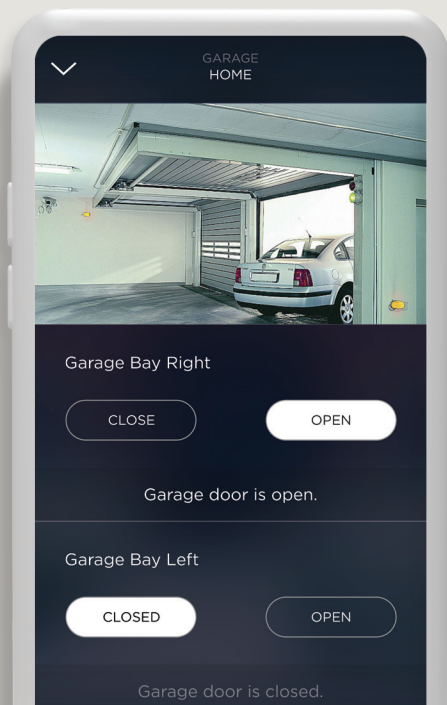 GARAGE
HOME
Garage Bay Right
CLOSE
OPEN
Garage door is open.
Garage Bay Left
CLOSED
OPEN
Garage door is closed.